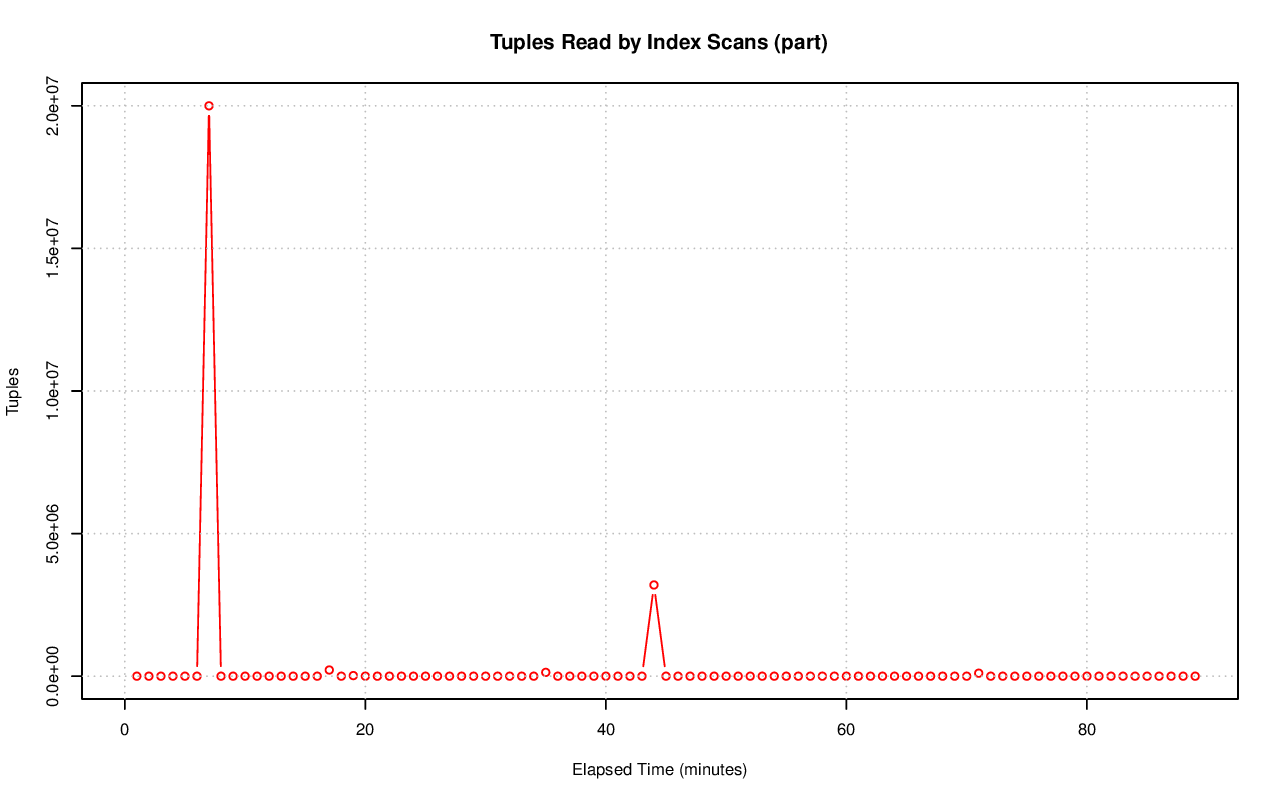 Tuples Read by Index Scans (part)
2.0e+07
1.5e+07
1.0e+07
5.0e+06
0.0e+00
Tuples
0 20 40 60 80
Elapsed Time (minutes)